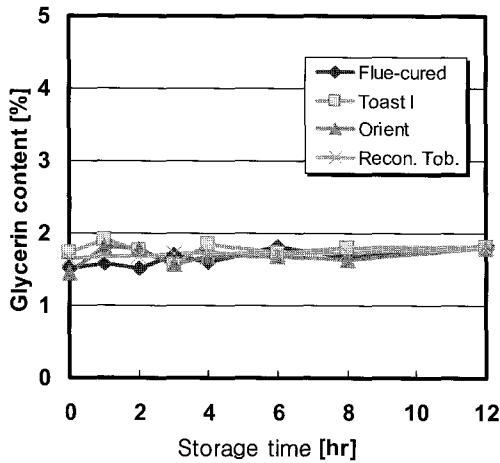 Glycerin content [%]
5
4
3
2
1
0
Flue-cured
Toast I
Orient
Recon. Tob.
0 2 4 6 8 10 12
Storage time [hr]